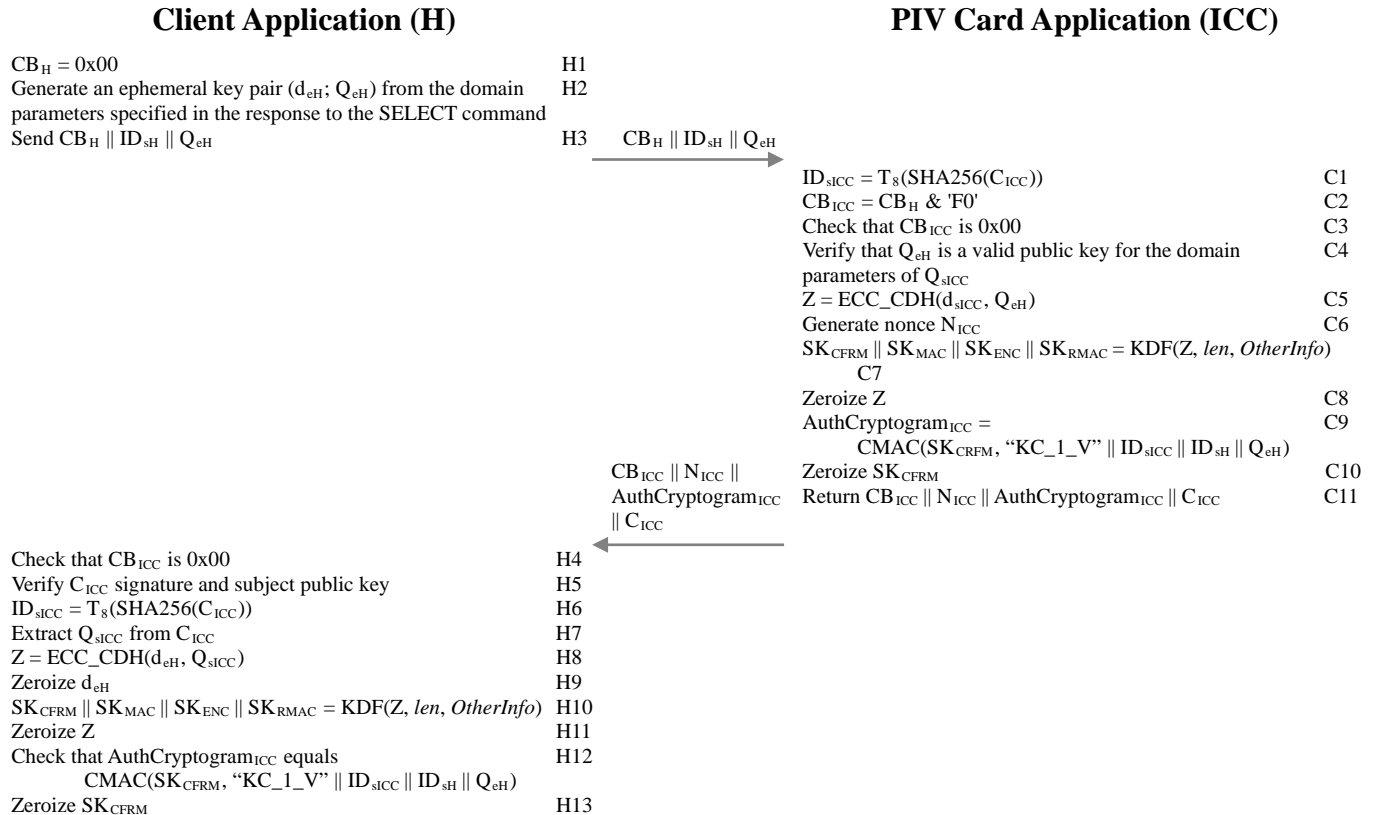 Client Application (H)
PIV Card Application (ICC)
CB_H = 0x00 H1
Generate an ephemeral key pair (d_eH; Q_eH) from the domain H2
parameters specified in the response to the SELECT command
Send CB_H || ID_sH || Q_eH H3
CB_H || ID_sH || Q_eH
ID_sICC = T_8(SHA256(C_ICC)) C1
CB_ICC = CB_H & 'F0' C2
Check that CB_ICC is 0x00 C3
Verify that Q_eH is a valid public key for the domain C4
parameters of Q_sICC
Z = ECC_CDH(d_sICC, Q_eH) C5
Generate nonce N_ICC C6
SK_CFRM || SK_MAC || SK_ENC || SK_RMAC = KDF(Z, len, OtherInfo)
C7
Zeroize Z C8
AuthCryptogram_ICC = C9
CMAC(SK_CRFM, “KC_1_V” || ID_sICC || ID_sH || Q_eH)
Zeroize SK_CFRM C10
Return CB_ICC || N_ICC || AuthCryptogram_ICC || C_ICC C11
CB_ICC || N_ICC ||
AuthCryptogram_ICC
|| C_ICC
Check that CB_ICC is 0x00 H4
Verify C_ICC signature and subject public key H5
ID_sICC = T_8(SHA256(C_ICC)) H6
Extract Q_sICC from C_ICC H7
Z = ECC_CDH(d_eH, Q_sICC) H8
Zeroize d_eH H9
SK_CFRM || SK_MAC || SK_ENC || SK_RMAC = KDF(Z, len, OtherInfo) H10
Zeroize Z H11
Check that AuthCryptogram_ICC equals H12
CMAC(SK_CFRM, “KC_1_V” || ID_sICC || ID_sH || Q_eH)
Zeroize SK_CFRM H13